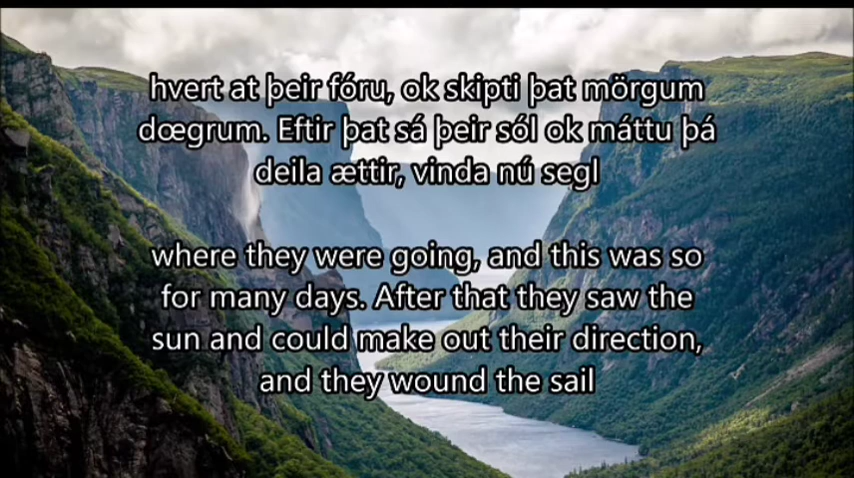 hvert at þeir fóru, ok skipti þat mörgum
dœgrum. Eftir þat sá þeir sól ok máttu þá
deila ættir, vinda nú segl
where they were going, and this was so
for many days. After that they saw the
sun and could make out their direction,
and they wound the sail